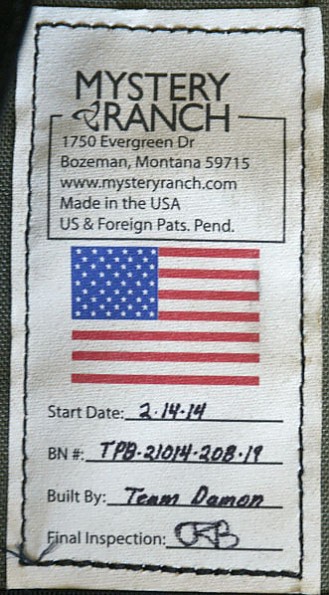 MYSTERY
RANCH
1750 Evergreen Dr
Bozeman, Montana 59715
www.mysteryranch.com
Made in the USA
US & Foreign Pats. Pend.
Start Date: 2-14-14
BN #: TPB-21014-208-19
Built By: Team Damon
Final Inspection: